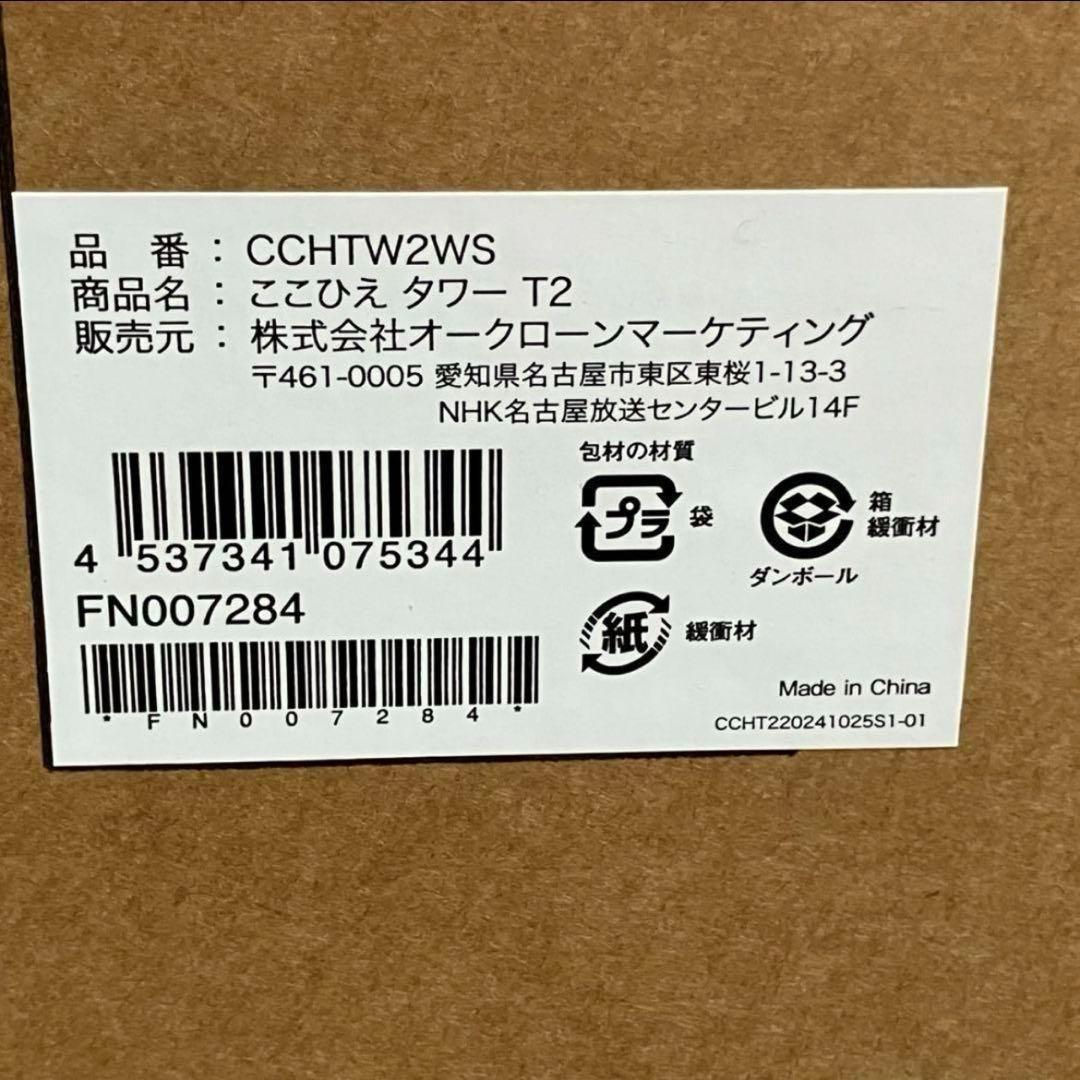 品　番 : CCHTW2WS
商品名 : ここひえ タワー T2
販売元 : 株式会社オークローンマーケティング
〒461-0005 愛知県名古屋市東区東桜1-13-3
NHK名古屋放送センタービル14F
包材の材質
プラ 袋
箱
緩衝材
ダンボール
紙 緩衝材
4 537341 075344
FN007284
*FN007284*
Made in China
CCHT220241025S1-01